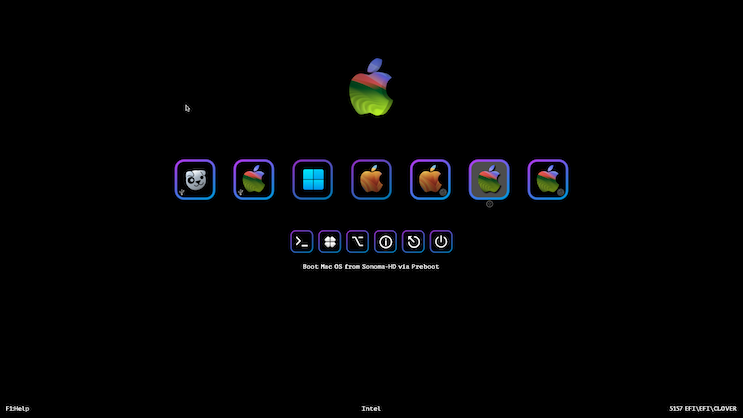 Boot Mac OS from Sonoma-HD via Preboot
F1:Help
Intel
5157 EFI\EFI\CLOVER